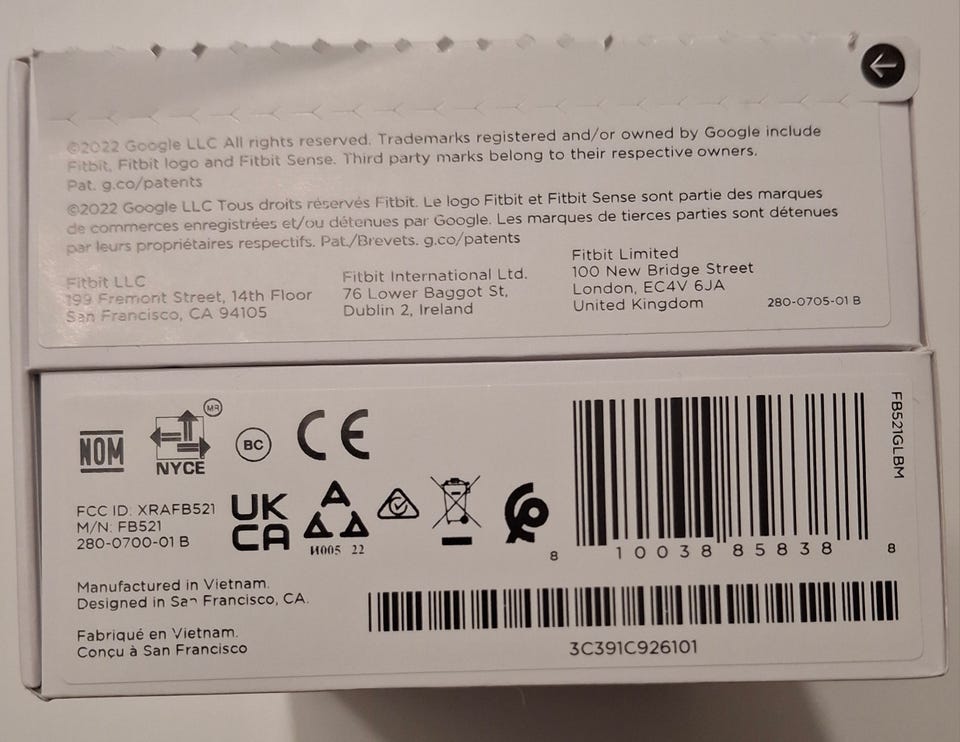 ©2022 Google LLC All rights reserved. Trademarks registered and/or owned by Google include
Fitbit, Fitbit logo and Fitbit Sense. Third party marks belong to their respective owners.
Pat. g.co/patents
©2022 Google LLC Tous droits réservés Fitbit. Le logo Fitbit et Fitbit Sense sont partie des marques
de commerces enregistrées et/ou détenues par Google. Les marques de tierces parties sont détenues
par leurs propriétaires respectifs. Pat./Brevets. g.co/patents
Fitbit LLC
199 Fremont Street, 14th Floor
San Francisco, CA 94105
Fitbit International Ltd.
76 Lower Baggot St,
Dublin 2, Ireland
Fitbit Limited
100 New Bridge Street
London, EC4V 6JA
United Kingdom
280-0705-01 B
NOM
MR
NYCE
BC
CE
FCC ID: XRAFB521
M/N: FB521
280-0700-01 B
UK
CA
И005 22
8 10038 85838 8
FB521GLBM
Manufactured in Vietnam.
Designed in San Francisco, CA.
Fabriqué en Vietnam.
Conçu à San Francisco
3C391C926101